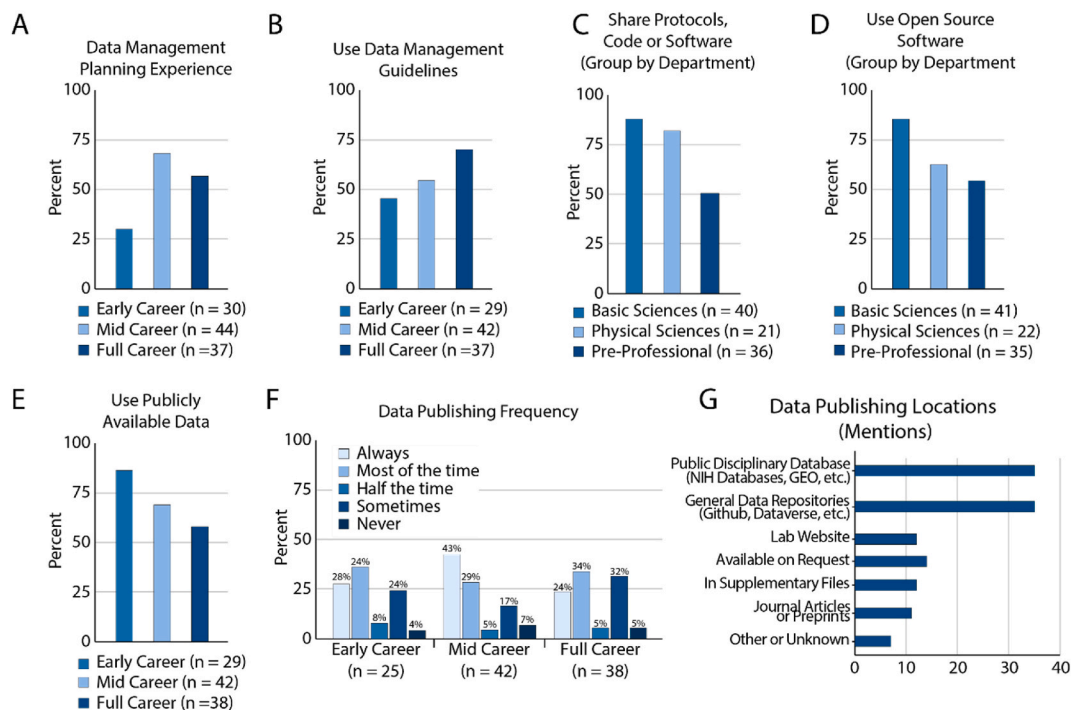 A
Data Management
Planning Experience
100
75
50
25
0
Percent
Early Career (n = 30)
Mid Career (n = 44)
Full Career (n =37)
B
Use Data Management
Guidelines
100
75
50
25
0
Percent
Early Career (n = 29)
Mid Career (n = 42)
Full Career (n =37)
C
Share Protocols,
Code or Software
(Group by Department)
100
75
50
25
0
Percent
Basic Sciences (n = 40)
Physical Sciences (n = 21)
Pre-Professional (n = 36)
D
Use Open Source
Software
(Group by Department
100
75
50
25
0
Percent
Basic Sciences (n = 41)
Physical Sciences (n = 22)
Pre-Professional (n = 35)
E
Use Publicly
Available Data
100
75
50
25
0
Percent
Early Career (n = 29)
Mid Career (n = 42)
Full Career (n =38)
F
Data Publishing Frequency
100
75
50
25
0
Percent
Always
Most of the time
Half the time
Sometimes
Never
28%
24%
8%
24%
4%
43%
29%
5%
17%
7%
24%
34%
5%
32%
5%
Early Career
(n = 25)
Mid Career
(n = 42)
Full Career
(n = 38)
G
Data Publishing Locations
(Mentions)
Public Disciplinary Database
(NIH Databases, GEO, etc.)
General Data Repositories
(Github, Dataverse, etc.)
Lab Website
Available on Request
In Supplementary Files
Journal Articles
or Preprints
Other or Unknown
0
10
20
30
40